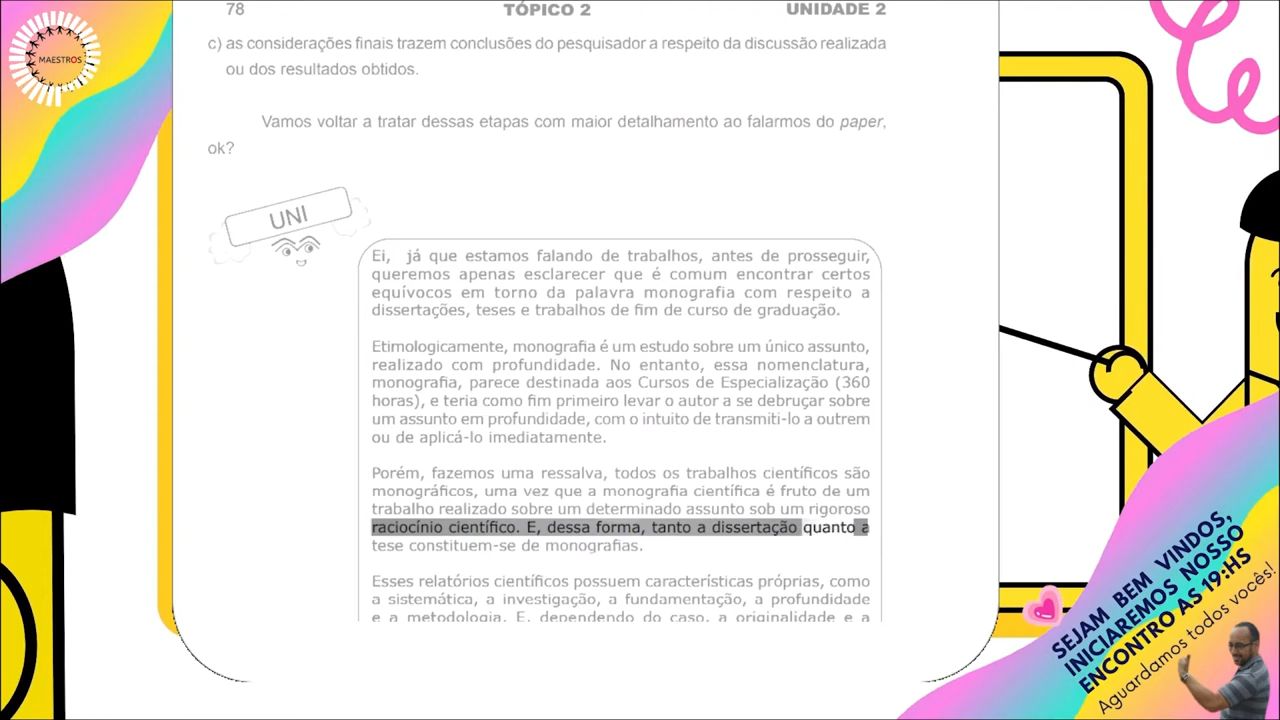 MAESTROS
78 TÓPICO 2 UNIDADE 2
c) as considerações finais trazem conclusões do pesquisador a respeito da discussão realizada
ou dos resultados obtidos.
Vamos voltar a tratar dessas etapas com maior detalhamento ao falarmos do paper,
ok?
UNI
Ei, já que estamos falando de trabalhos, antes de prosseguir,
queremos apenas esclarecer que é comum encontrar certos
equívocos em torno da palavra monografia com respeito a
dissertações, teses e trabalhos de fim de curso de graduação.
Etimologicamente, monografia é um estudo sobre um único assunto,
realizado com profundidade. No entanto, essa nomenclatura,
monografia, parece destinada aos Cursos de Especialização (360
horas), e teria como fim primeiro levar o autor a se debruçar sobre
um assunto em profundidade, com o intuito de transmiti-lo a outrem
ou de aplicá-lo imediatamente.
Porém, fazemos uma ressalva, todos os trabalhos científicos são
monográficos, uma vez que a monografia científica é fruto de um
trabalho realizado sobre um determinado assunto sob um rigoroso
raciocínio científico. E, dessa forma, tanto a dissertação quanto a
tese constituem-se de monografias.
Esses relatórios científicos possuem características próprias, como
a sistemática, a investigação, a fundamentação, a profundidade
e a metodologia. E, dependendo do caso, a originalidade e a
SEJAM BEM VINDOS,
INICIAREMOS NOSSO
ENCONTRO AS 19:HS
Aguardamos todos vocês!